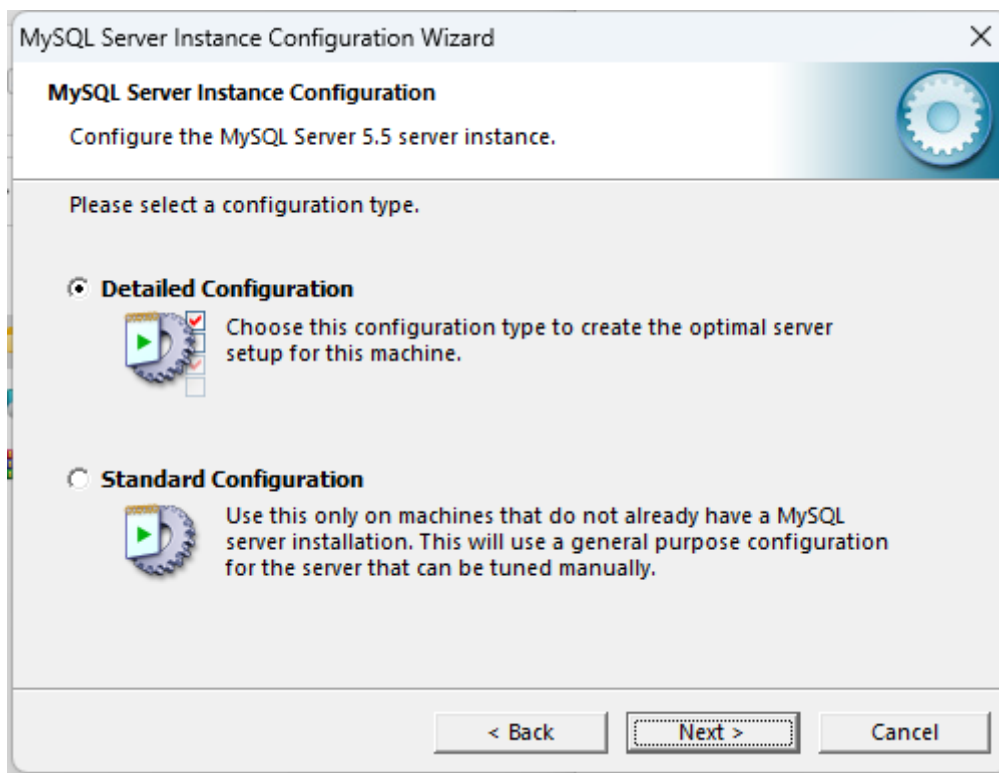 MySQL Server Instance Configuration Wizard
MySQL Server Instance Configuration
Configure the MySQL Server 5.5 server instance.
Please select a configuration type.
Detailed Configuration
Choose this configuration type to create the optimal server
setup for this machine.
Standard Configuration
Use this only on machines that do not already have a MySQL
server installation. This will use a general purpose configuration
for the server that can be tuned manually.
< Back Next > Cancel